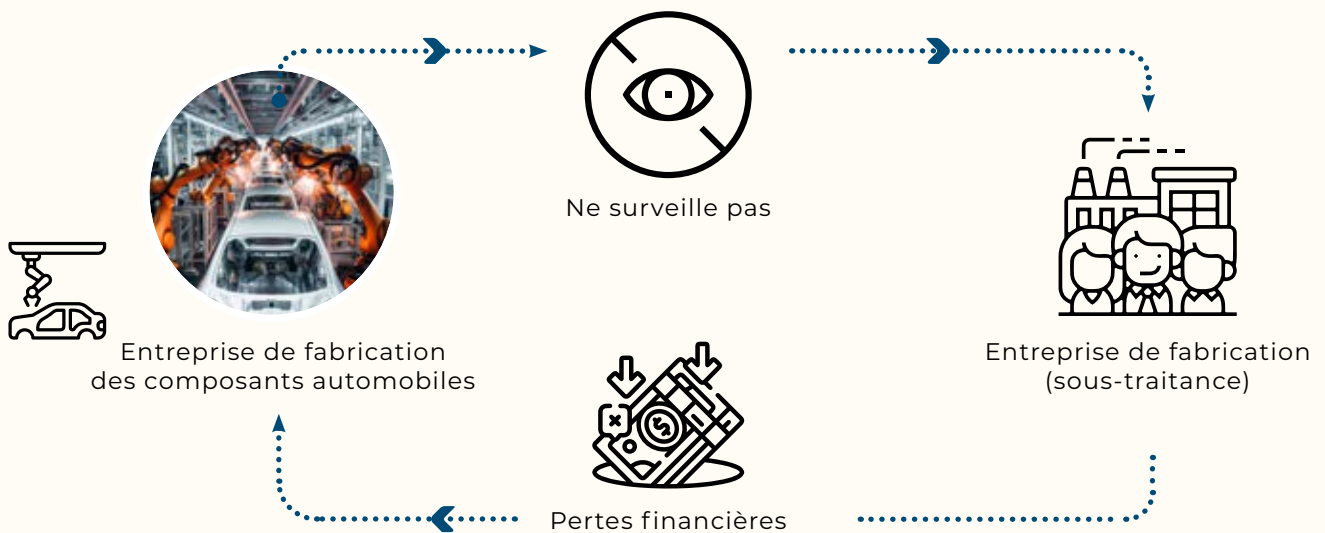 Ne surveille pas
Entreprise de fabrication
des composants automobiles
Entreprise de fabrication
(sous-traitance)
Pertes financières